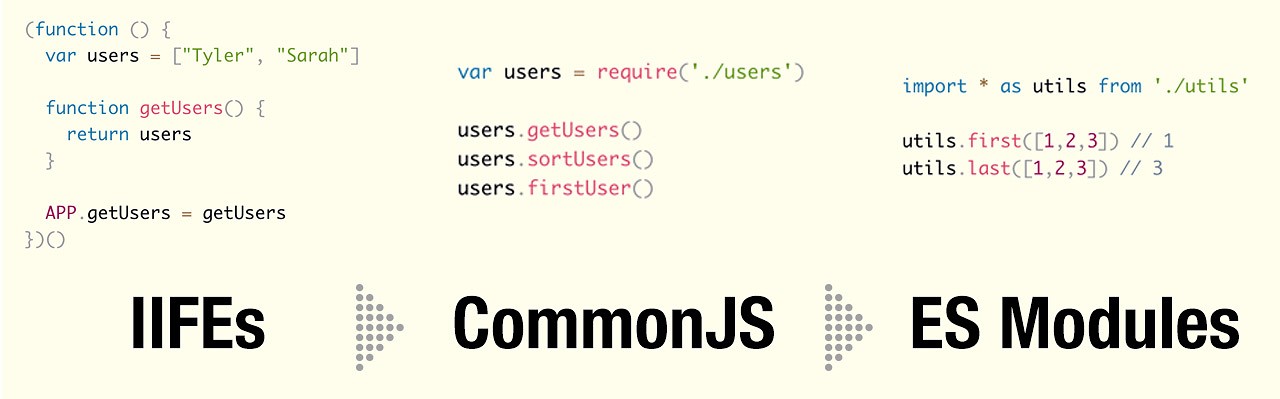 (function () {
  var users = ["Tyler", "Sarah"]
  function getUsers() {
    return users
  }
  APP.getUsers = getUsers
})()
IIFEs
var users = require('./users')
users.getUsers()
users.sortUsers()
users.firstUser()
CommonJS
import * as utils from './utils'
utils.first([1,2,3]) // 1
utils.last([1,2,3]) // 3
ES Modules